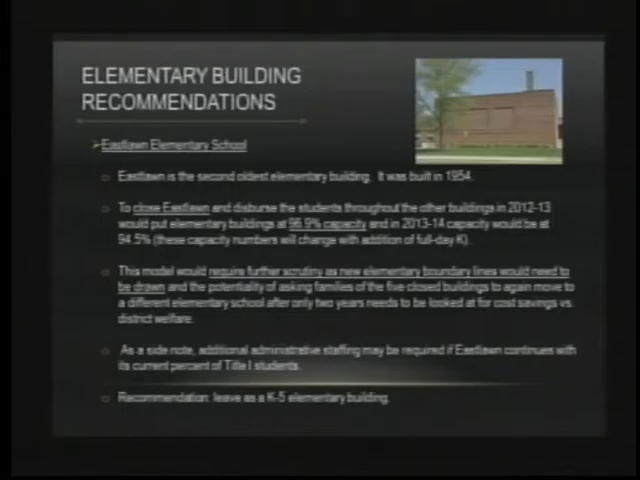 ELEMENTARY BUILDING
RECOMMENDATIONS
Eastlawn Elementary School
Eastlawn is the second oldest elementary building. It was built in 1954.
To close Eastlawn and disburse the students throughout the other buildings in 2012-13
would put elementary buildings at 96.9% capacity and in 2013-14 capacity would be at
94.5% (these capacity numbers will change with addition of full-day K).
This model would require further scrutiny as new elementary boundary lines would need to
be drawn and the potentiality of asking families of the five closed buildings to again move to
a different elementary school after only two years needs to be looked at for cost savings vs.
district welfare.
As a side note, additional administrative staffing may be required if Eastlawn continues with
its current percent of Title I students.
Recommendation: leave as a K-5 elementary building.